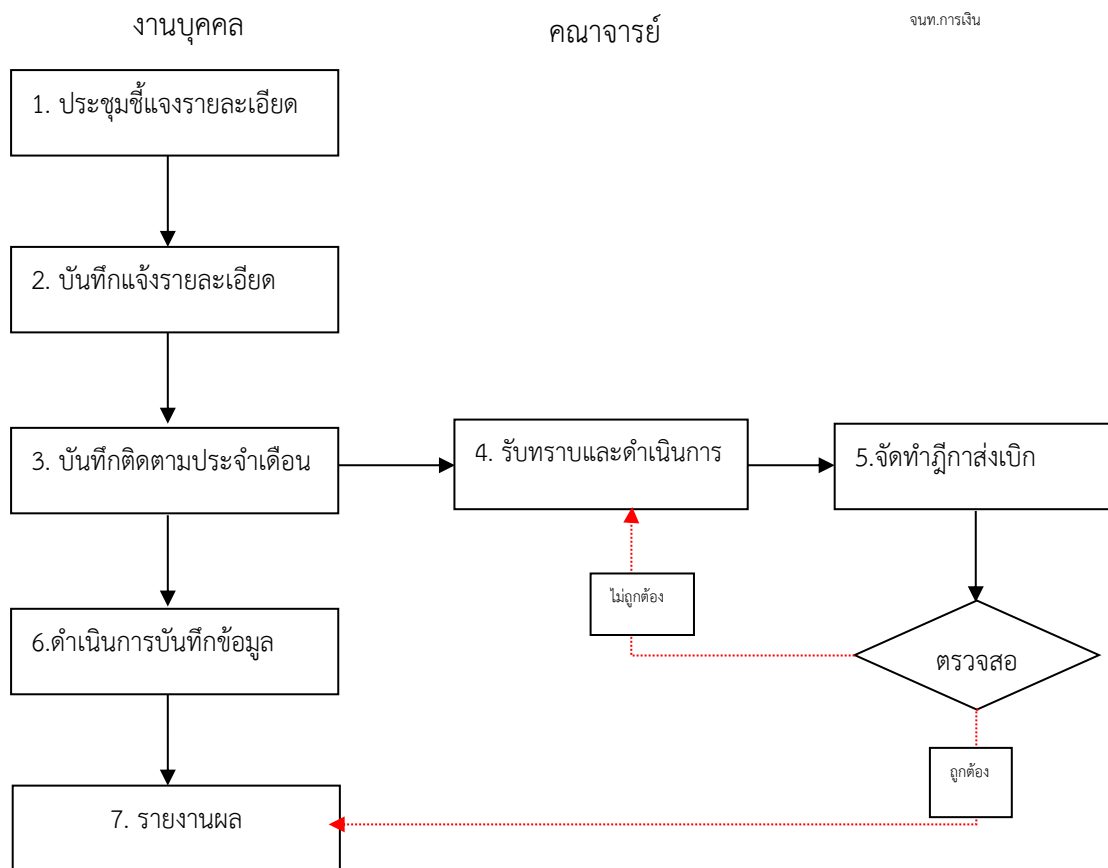 งานบุคคล
คณาจารย์
จนท.การเงิน
1. ประชุมชี้แจงรายละเอียด
2. บันทึกแจ้งรายละเอียด
3. บันทึกติดตามประจำเดือน
4. รับทราบและดำเนินการ
5.จัดทำฎีกาส่งเบิก
ไม่ถูกต้อง
6.ดำเนินการบันทึกข้อมูล
ตรวจสอ
ถูกต้อง
7. รายงานผล